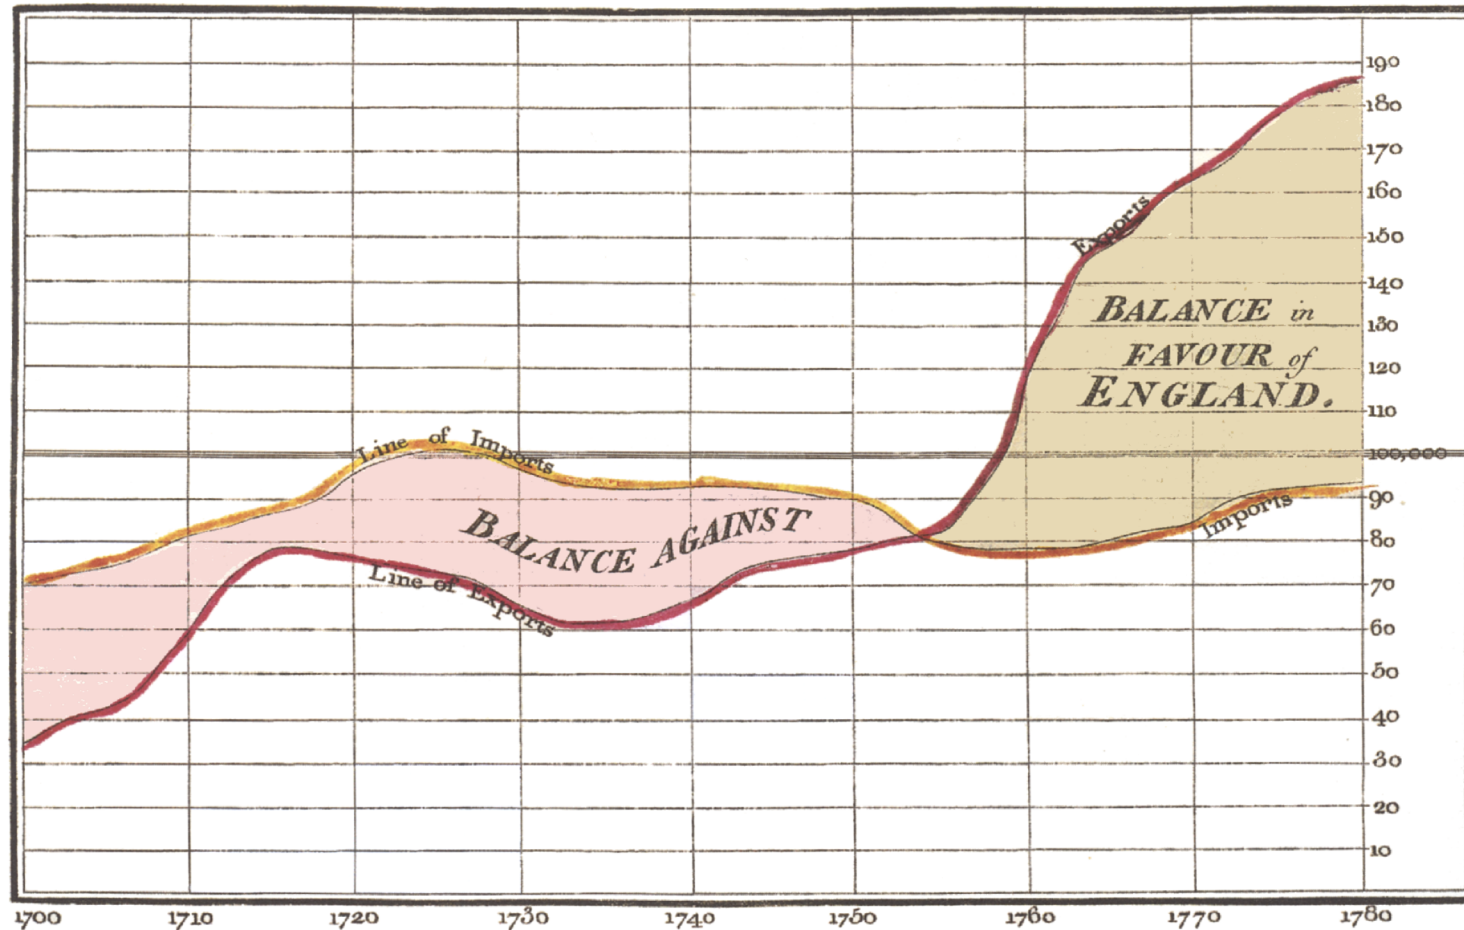 190
180
170
160
Exports
150
140
BALANCE in
130
FAVOUR of
120
ENGLAND.
110
Line of Imports
100,000
90
Imports
BALANCE AGAINST
80
Line of Exports
70
60
50
40
30
20
10
1700 1710 1720 1730 1740 1750 1760 1770 1780